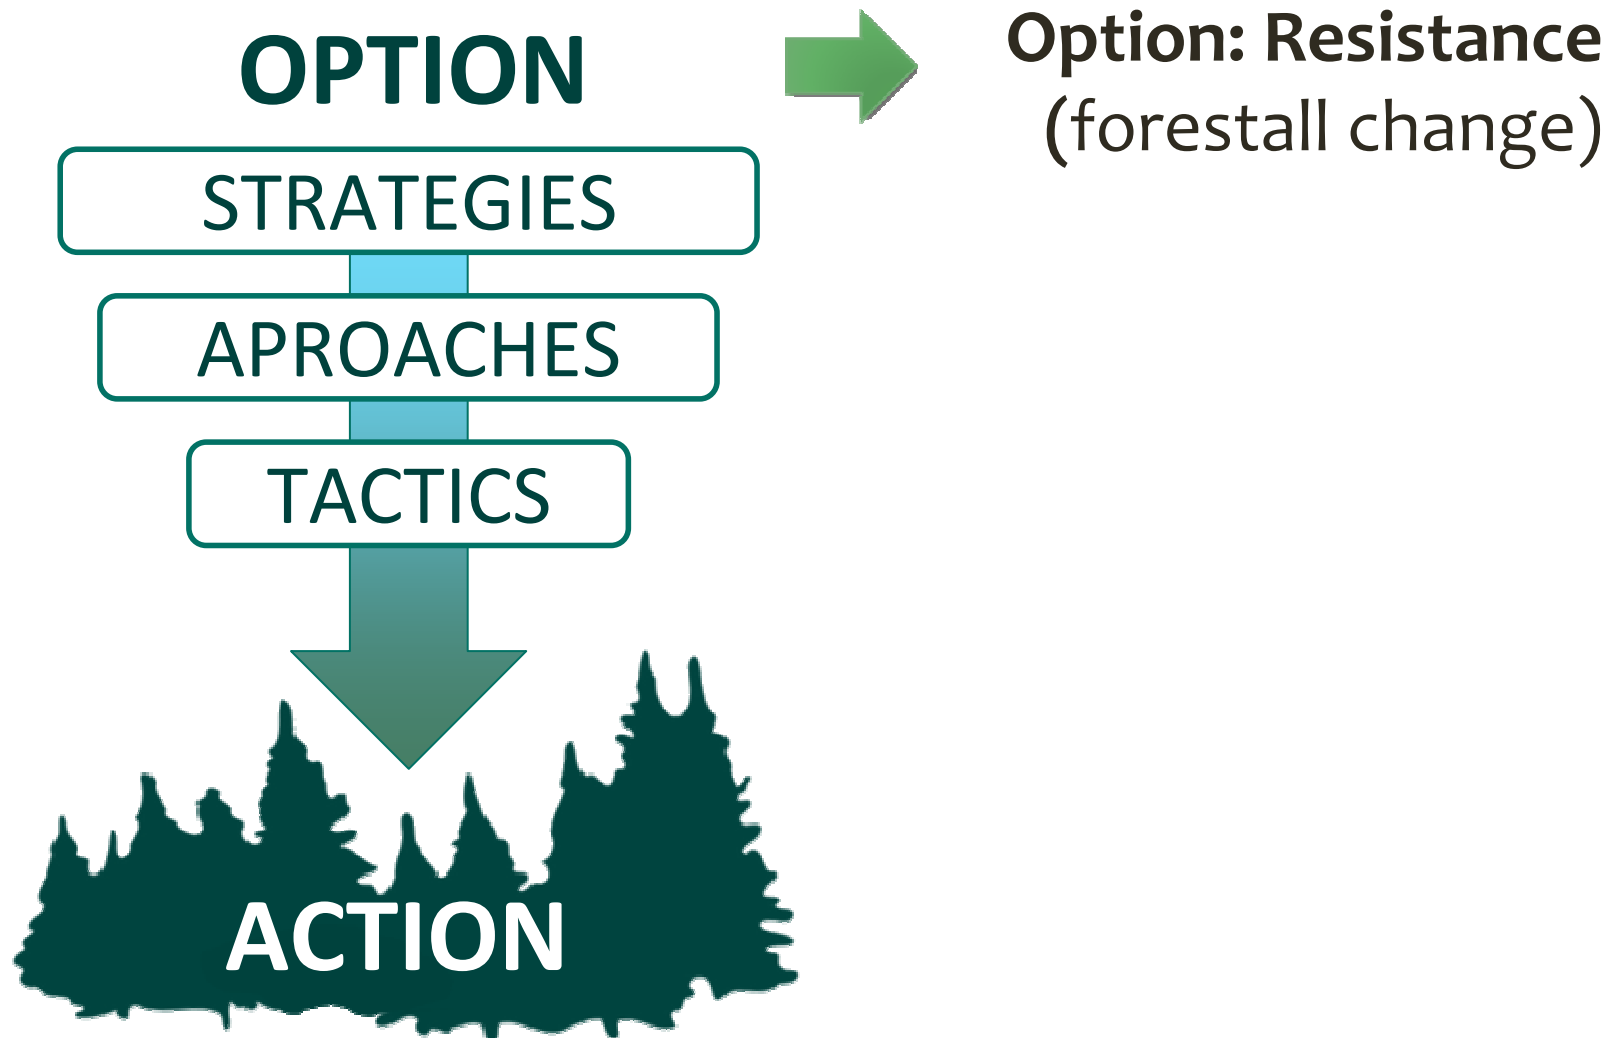 OPTION
STRATEGIES
APROACHES
TACTICS
ACTION
Option: Resistance
(forestall change)